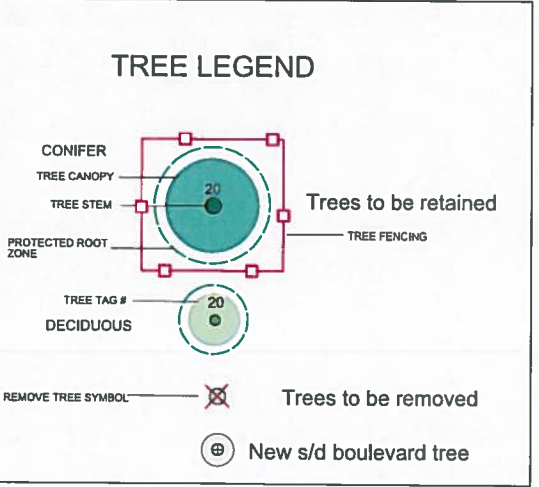 TREE LEGEND
CONIFER
TREE CANOPY
20
TREE STEM
Trees to be retained
TREE FENCING
PROTECTED ROOT
ZONE
TREE TAG #
20
DECIDUOUS
REMOVE TREE SYMBOL
Trees to be removed
New s/d boulevard tree